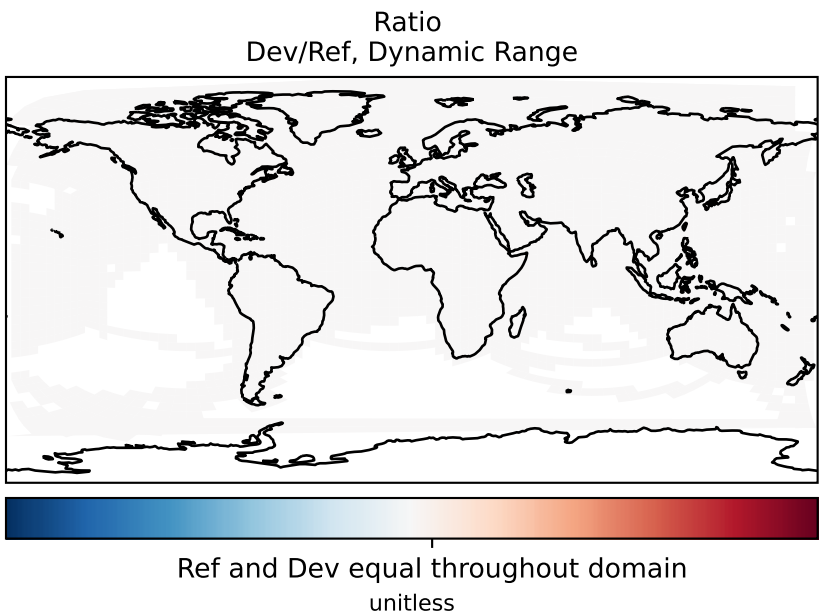 Ratio
Dev/Ref, Dynamic Range
Ref and Dev equal throughout domain
unitless